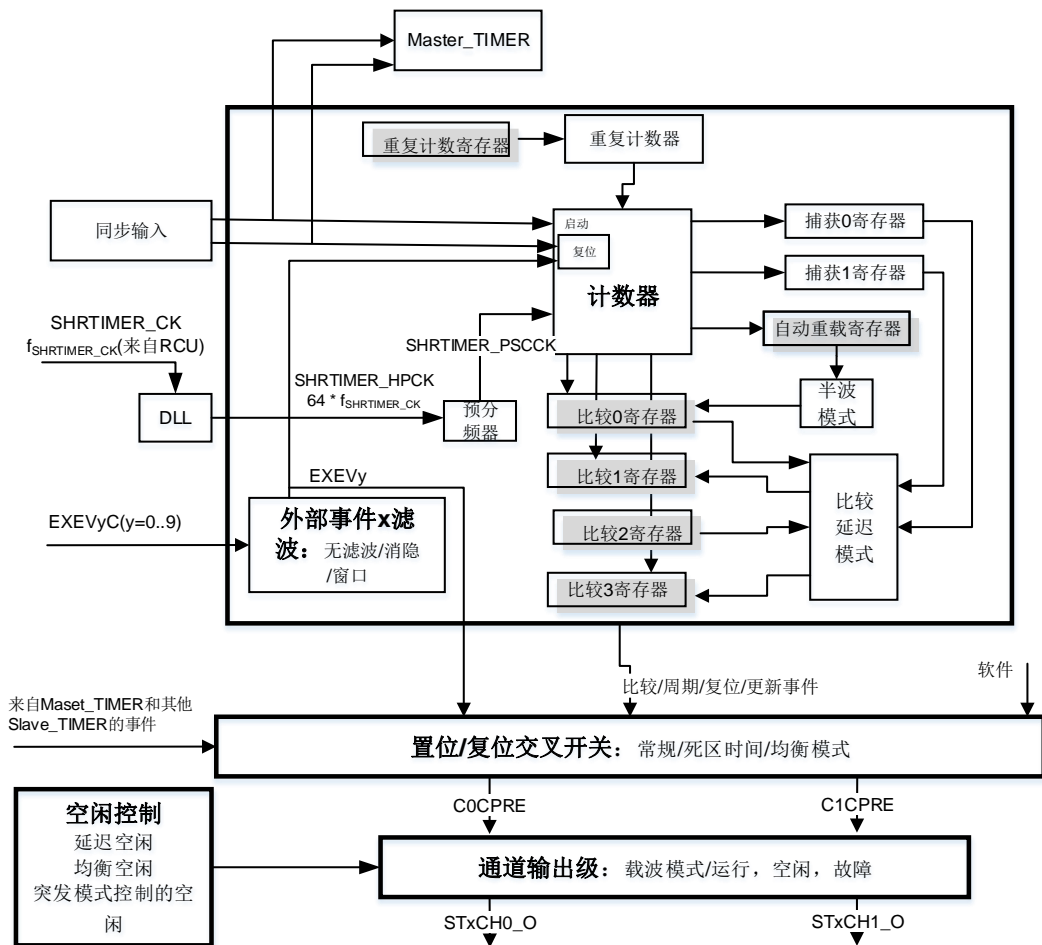 Master_TIMER
重复计数寄存器
重复计数器
同步输入
启动
复位
计数器
捕获0寄存器
捕获1寄存器
自动重载寄存器
半波
模式
SHRTIMER_CK
fSHRTIMER_CK(来自RCU)
SHRTIMER_PSCCK
SHRTIMER_HPCK
64 * fSHRTIMER_CK
DLL
预分
频器
比较0寄存器
比较1寄存器
比较2寄存器
比较3寄存器
比较
延迟
模式
EXEVy
EXEVyC(y=0..9)
外部事件x滤
波：无滤波/消隐
/窗口
比较/周期/复位/更新事件
软件
来自Maset_TIMER和其他
Slave_TIMER的事件
置位/复位交叉开关：常规/死区时间/均衡模式
C0CPRE
C1CPRE
空闲控制
延迟空闲
均衡空闲
突发模式控制的空
闲
通道输出级：载波模式/运行，空闲，故障
STxCH0_O
STxCH1_O